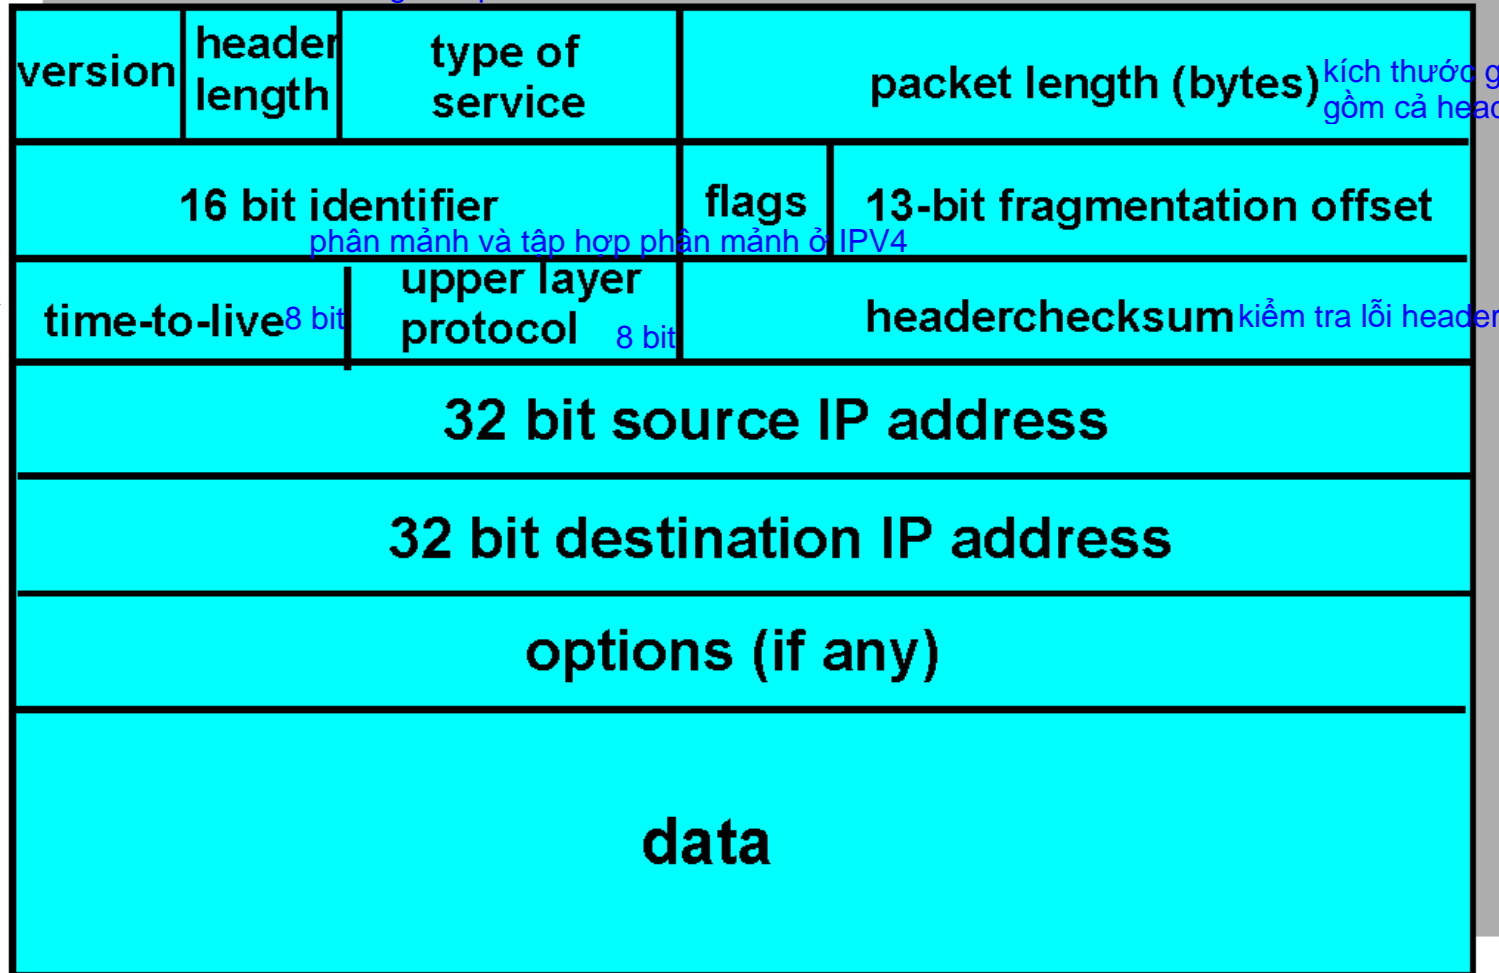 version
header
length
type of
service
packet length (bytes)
kích thước
gồm cả
16 bit identifier
flags
13-bit fragmentation offset
phân mảnh và tập hợp phân mảnh ở IPV4
time-to-live
8 bit
upper layer
protocol
8 bit
headerchecksum
kiểm tra lỗi header
32 bit source IP address
32 bit destination IP address
options (if any)
data